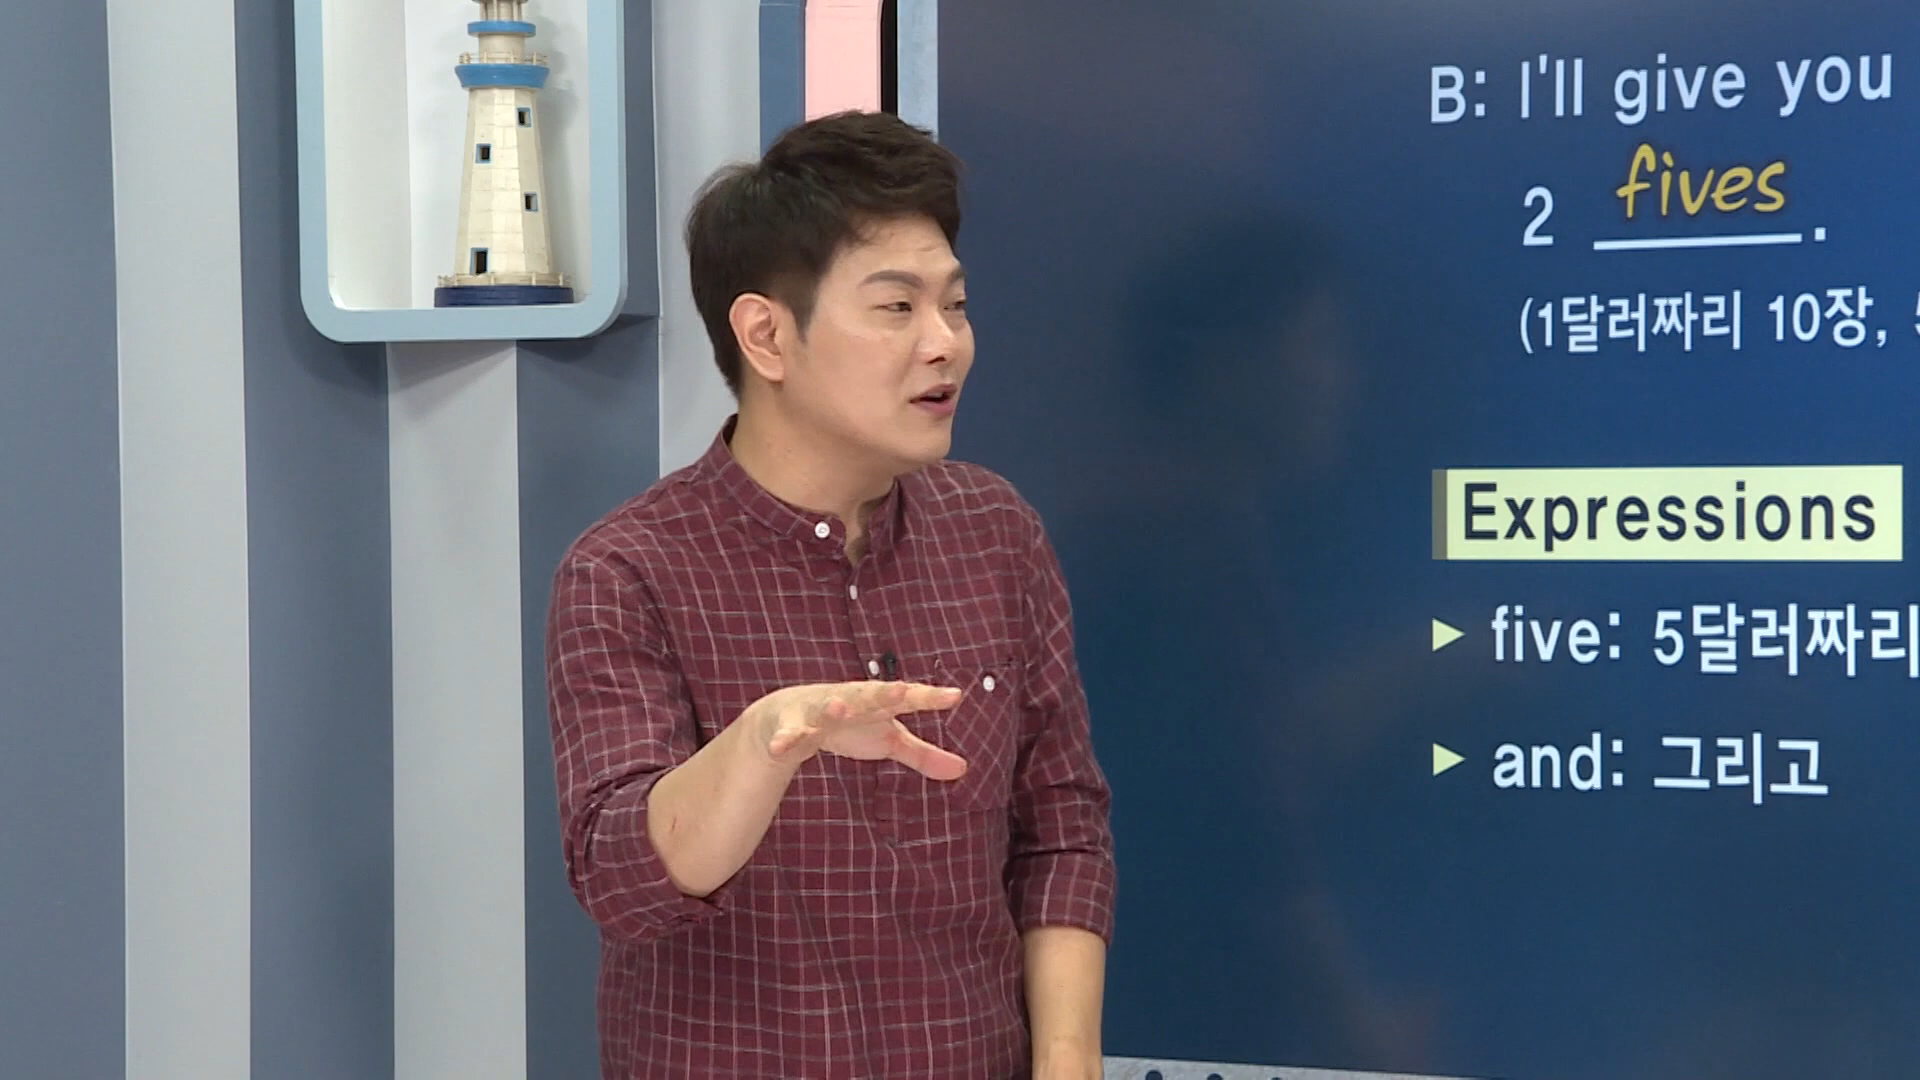 B: I'll give you
fives
2 ______.
(1달러짜리 10장,
Expressions
▶ five: 5달러짜리
▶ and: 그리고